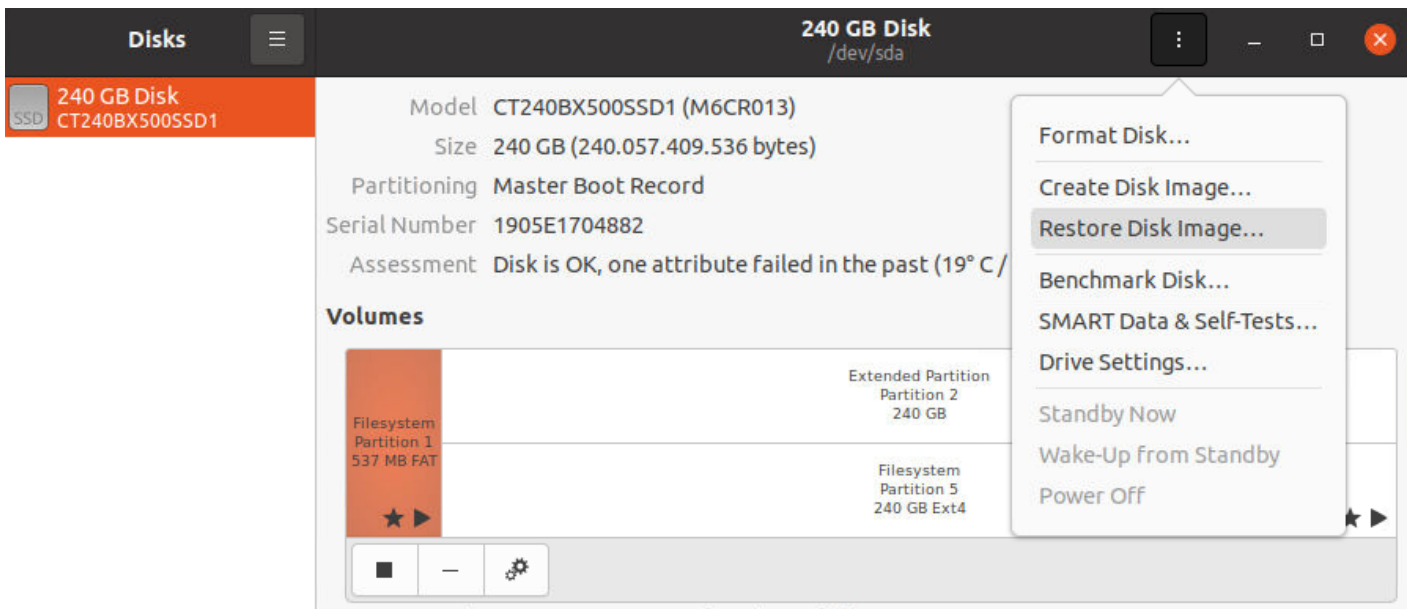 Disks
240 GB Disk
/dev/sda
SSD
240 GB Disk
CT240BX500SSD1
Model CT240BX500SSD1 (M6CR013)
Size 240 GB (240.057.409.536 bytes)
Partitioning Master Boot Record
Serial Number 1905E1704882
Assessment Disk is OK, one attribute failed in the past (19° C /
Volumes
Filesystem
Partition 1
537 MB FAT
Extended Partition
Partition 2
240 GB
Filesystem
Partition 5
240 GB Ext4
Format Disk...
Create Disk Image...
Restore Disk Image...
Benchmark Disk...
SMART Data & Self-Tests...
Drive Settings...
Standby Now
Wake-Up from Standby
Power Off